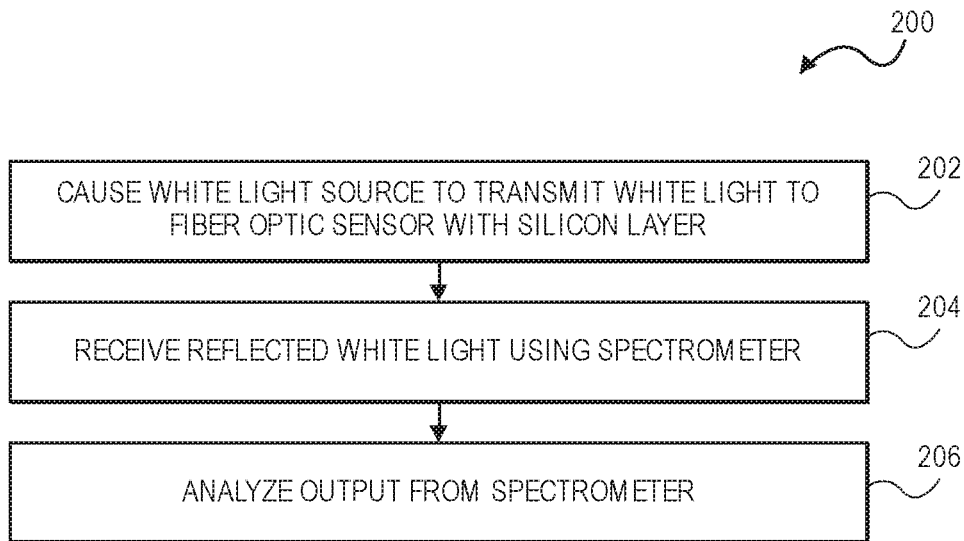 200
CAUSE WHITE LIGHT SOURCE TO TRANSMIT WHITE LIGHT TO
FIBER OPTIC SENSOR WITH SILICON LAYER
202
RECEIVE REFLECTED WHITE LIGHT USING SPECTROMETER
204
ANALYZE OUTPUT FROM SPECTROMETER
206